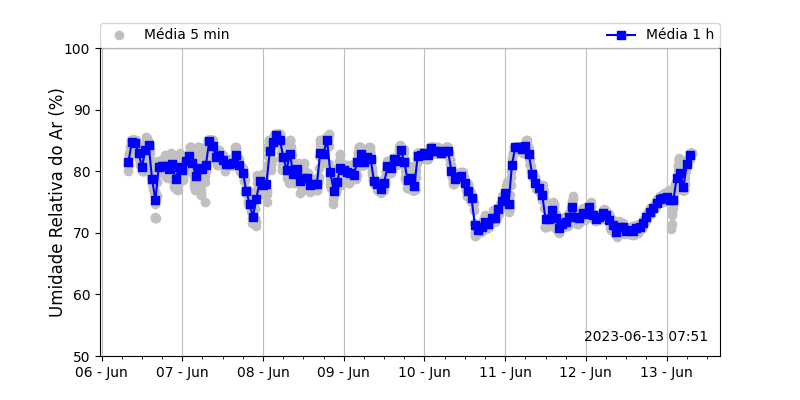 Média 5 min
Média 1 h
100
90
80
70
60
50
Umidade Relativa do Ar (%)
2023-06-13 07:51
06 - Jun
07 - Jun
08 - Jun
09 - Jun
10 - Jun
11 - Jun
12 - Jun
13 - Jun